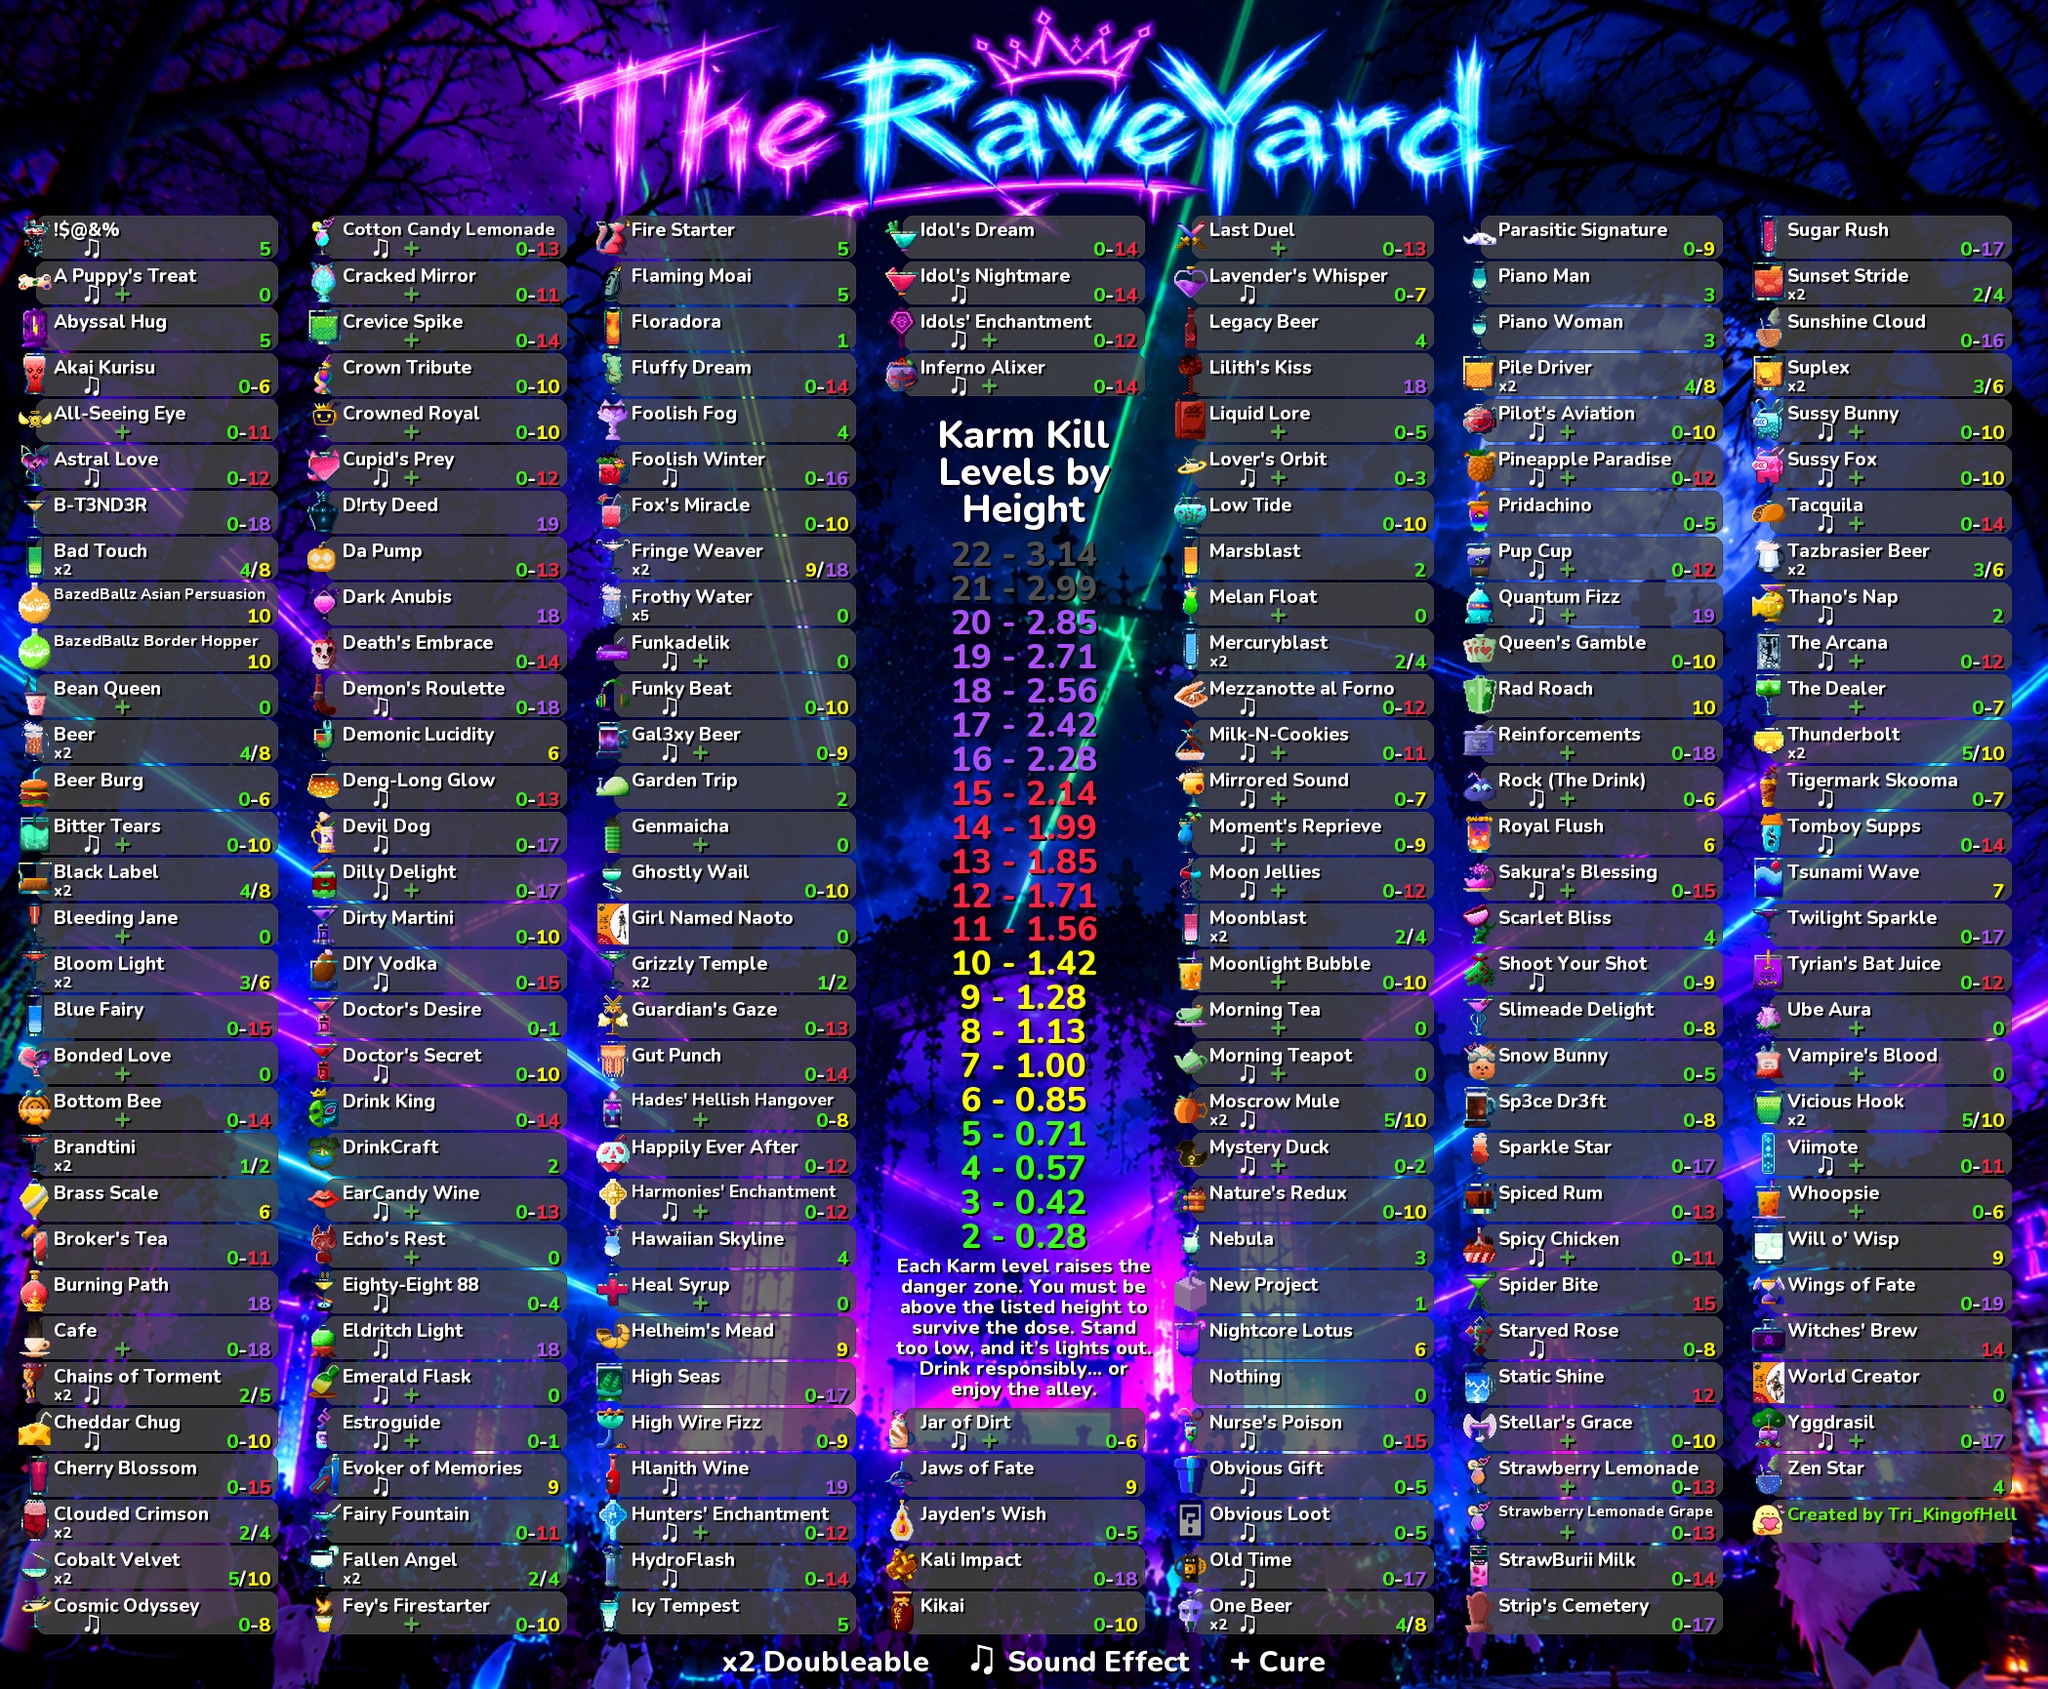 The RaveYard
!$@&%
♫ 5
A Puppy's Treat
♫ + 0
Abyssal Hug
5
Akai Kurisu
♫ 0-6
All-Seeing Eye
+ 0-11
Astral Love
♫ 0-12
B-T3ND3R
0-18
Bad Touch
x2 4/8
BazedBallz Asian Persuasion
10
BazedBallz Border Hopper
10
Bean Queen
+ 0
Beer
x2 4/8
Beer Burg
0-6
Bitter Tears
♫ + 0-10
Black Label
x2 4/8
Bleeding Jane
+ 0
Bloom Light
x2 3/6
Blue Fairy
0-15
Bonded Love
+ 0
Bottom Bee
+ 0-14
Brandtini
x2 1/2
Brass Scale
6
Broker's Tea
0-11
Burning Path
18
Cafe
+ 0-18
Chains of Torment
x2 ♫ 2/5
Cheddar Chug
♫ 0-10
Cherry Blossom
0-15
Clouded Crimson
x2 2/4
Cobalt Velvet
x2 5/10
Cosmic Odyssey
♫ 0-8
Cotton Candy Lemonade
♫ + 0-13
Cracked Mirror
+ 0-11
Crevice Spike
+ 0-14
Crown Tribute
0-10
Crowned Royal
+ 0-10
Cupid's Prey
♫ + 0-12
D!rty Deed
19
Da Pump
0-13
Dark Anubis
18
Death's Embrace
0-14
Demon's Roulette
♫ 0-18
Demonic Lucidity
6
Deng-Long Glow
♫ 0-13
Devil Dog
♫ 0-17
Dilly Delight
♫ + 0-17
Dirty Martini
0-10
DIY Vodka
♫ 0-15
Doctor's Desire
0-1
Doctor's Secret
♫ 0-10
Drink King
0-14
DrinkCraft
2
EarCandy Wine
♫ + 0-13
Echo's Rest
+ 0
Eighty-Eight 88
♫ 0-4
Eldritch Light
♫ 18
Emerald Flask
♫ + 0
Estroguide
♫ + 0-1
Evoker of Memories
♫ 9
Fairy Fountain
0-11
Fallen Angel
x2 2/4
Fey's Firestarter
+ 0-10
Fire Starter
5
Flaming Moai
5
Floradora
1
Fluffy Dream
0-14
Foolish Fog
4
Foolish Winter
♫ 0-16
Fox's Miracle
0-10
Fringe Weaver
x2 9/18
Frothy Water
x5 0
Funkadelik
♫ + 0
Funky Beat
♫ 0-10
Gal3xy Beer
♫ + 0-9
Garden Trip
2
Genmaicha
+ 0
Ghostly Wail
0-10
Girl Named Naoto
0
Grizzly Temple
x2 1/2
Guardian's Gaze
0-13
Gut Punch
0-14
Hades' Hellish Hangover
+ 0-8
Happily Ever After
0-12
Harmonies' Enchantment
♫ + 0-12
Hawaiian Skyline
4
Heal Syrup
+ 0
Helheim's Mead
9
High Seas
0-17
High Wire Fizz
0-9
Hlanith Wine
19
Hunters' Enchantment
♫ + 0-12
HydroFlash
♫ 0-14
Icy Tempest
5
Idol's Dream
0-14
Idol's Nightmare
♫ 0-14
Idols' Enchantment
♫ + 0-12
Inferno Alixer
♫ + 0-14
Karm Kill
Levels by
Height
22 - 3.14
21 - 2.99
20 - 2.85
19 - 2.71
18 - 2.56
17 - 2.42
16 - 2.28
15 - 2.14
14 - 1.99
13 - 1.85
12 - 1.71
11 - 1.56
10 - 1.42
9 - 1.28
8 - 1.13
7 - 1.00
6 - 0.85
5 - 0.71
4 - 0.57
3 - 0.42
2 - 0.28
Each Karm level raises the
danger zone. You must be
above the listed height to
survive the dose. Stand
too low, and it's lights out.
Drink responsibly... or
enjoy the alley.
Jar of Dirt
♫ + 0-6
Jaws of Fate
9
Jayden's Wish
0-5
Kali Impact
0-18
Kikai
0-10
Last Duel
+ 0-13
Lavender's Whisper
♫ 0-7
Legacy Beer
4
Lilith's Kiss
18
Liquid Lore
+ 0-5
Lover's Orbit
♫ + 0-3
Low Tide
0-10
Marsblast
2
Melan Float
+ 0
Mercuryblast
x2 2/4
Mezzanotte al Forno
♫ 0-12
Milk-N-Cookies
♫ + 0-11
Mirrored Sound
♫ + 0-7
Moment's Reprieve
♫ + 0-9
Moon Jellies
♫ + 0-12
Moonblast
x2 2/4
Moonlight Bubble
+ 0-10
Morning Tea
+ 0
Morning Teapot
♫ + 0
Moscrow Mule
x2 ♫ 5/10
Mystery Duck
♫ + 0-2
Nature's Redux
0-10
Nebula
3
New Project
1
Nightcore Lotus
6
Nothing
0
Nurse's Poison
♫ 0-15
Obvious Gift
♫ 0-5
Obvious Loot
♫ 0-5
Old Time
♫ 0-17
One Beer
x2 ♫ 4/8
Parasitic Signature
0-9
Piano Man
3
Piano Woman
3
Pile Driver
x2 4/8
Pilot's Aviation
♫ + 0-10
Pineapple Paradise
♫ + 0-12
Pridachino
0-5
Pup Cup
♫ + 0-12
Quantum Fizz
♫ + 19
Queen's Gamble
0-10
Rad Roach
10
Reinforcements
+ 0-18
Rock (The Drink)
♫ + 0-6
Royal Flush
6
Sakura's Blessing
♫ + 0-15
Scarlet Bliss
4
Shoot Your Shot
♫ 0-9
Slimeade Delight
0-8
Snow Bunny
0-5
Sp3ce Dr3ft
0-8
Sparkle Star
0-17
Spiced Rum
0-13
Spicy Chicken
♫ + 0-11
Spider Bite
15
Starved Rose
♫ 0-8
Static Shine
12
Stellar's Grace
+ 0-10
Strawberry Lemonade
+ 0-13
Strawberry Lemonade Grape
+ 0-13
StrawBurii Milk
0-14
Strip's Cemetery
0-17
Sugar Rush
0-17
Sunset Stride
x2 2/4
Sunshine Cloud
0-16
Suplex
x2 3/6
Sussy Bunny
♫ + 0-10
Sussy Fox
♫ + 0-10
Tacquila
♫ + 0-14
Tazbrasier Beer
x2 3/6
Thano's Nap
♫ 2
The Arcana
♫ + 0-12
The Dealer
+ 0-7
Thunderbolt
x2 5/10
Tigermark Skooma
♫ 0-7
Tomboy Supps
♫ 0-14
Tsunami Wave
7
Twilight Sparkle
0-17
Tyrian's Bat Juice
0-12
Ube Aura
+ 0
Vampire's Blood
+ 0
Vicious Hook
x2 5/10
Viimote
♫ + 0-11
Whoopsie
+ 0-6
Will o' Wisp
9
Wings of Fate
0-19
Witches' Brew
14
World Creator
0
Yggdrasil
♫ + 0-17
Zen Star
4
Created by Tri_KingofHell
x2 Doubleable ♫ Sound Effect + Cure